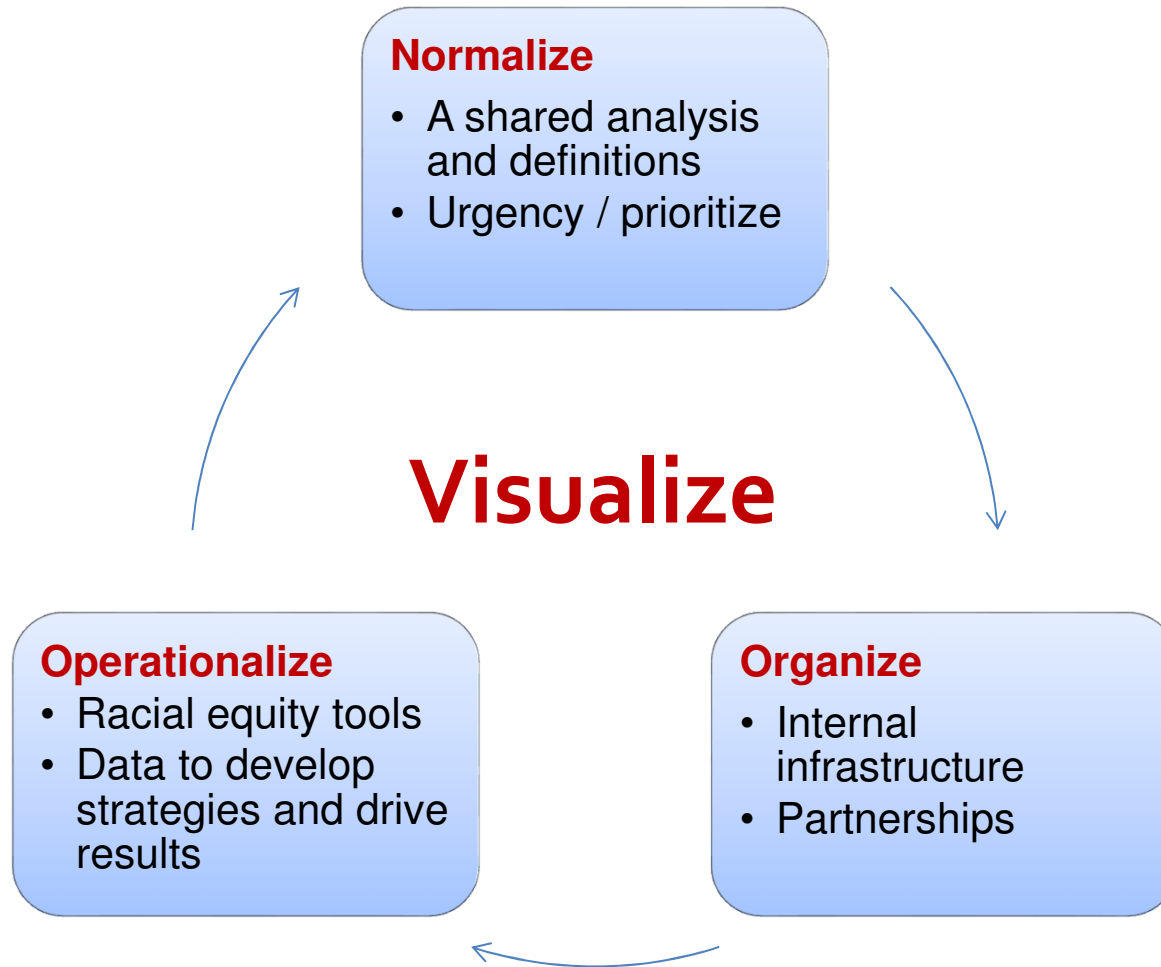 Normalize
• A shared analysis
and definitions
• Urgency / prioritize
Visualize
Operationalize
• Racial equity tools
• Data to develop
strategies and drive
results
Organize
• Internal
infrastructure
• Partnerships